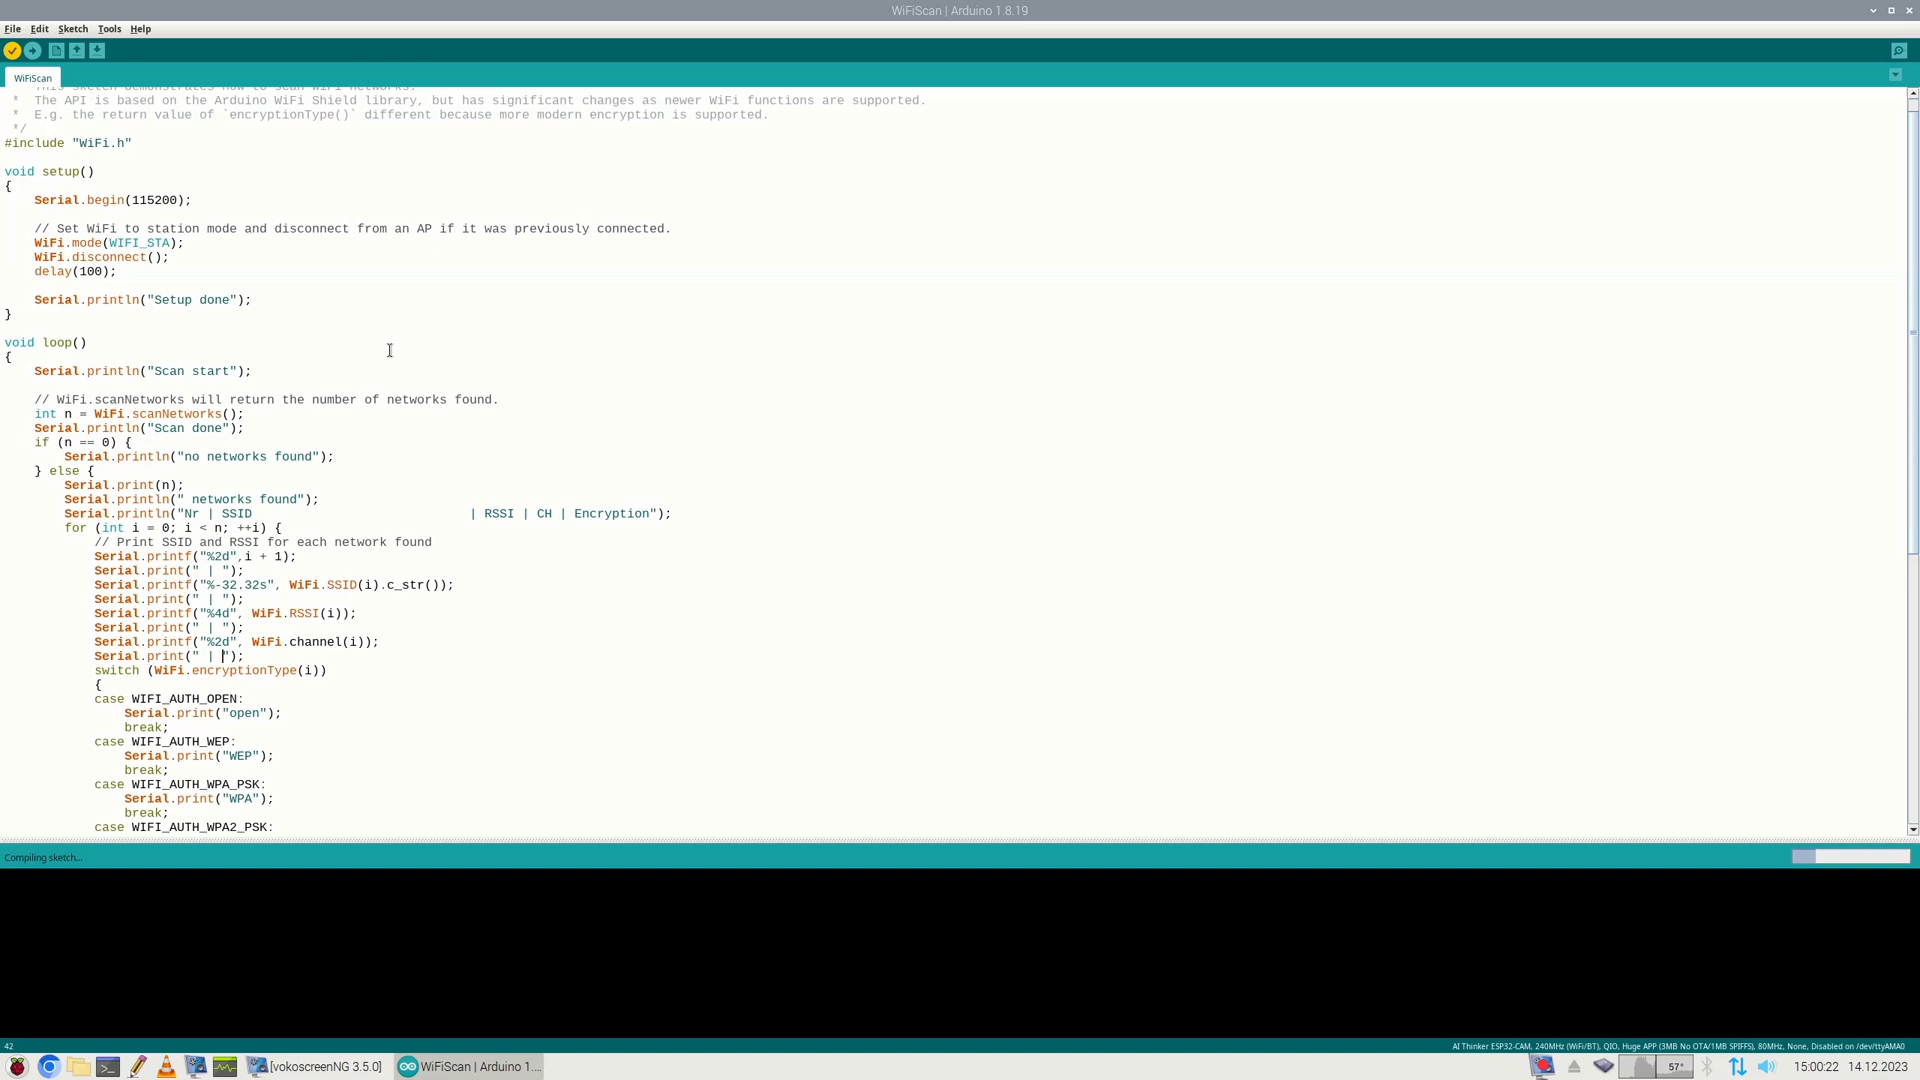 WiFiScan | Arduino 1.8.19
File Edit Sketch Tools Help
WiFiScan
* This sketch demonstrates how to scan WiFi networks.
* The API is based on the Arduino WiFi Shield library, but has significant changes as newer WiFi functions are supported.
* E.g. the return value of `encryptionType()` different because more modern encryption is supported.
*/
#include "WiFi.h"
void setup()
{
Serial.begin(115200);
// Set WiFi to station mode and disconnect from an AP if it was previously connected.
WiFi.mode(WIFI_STA);
WiFi.disconnect();
delay(100);
Serial.println("Setup done");
}
void loop()
{
Serial.println("Scan start");
// WiFi.scanNetworks will return the number of networks found.
int n = WiFi.scanNetworks();
Serial.println("Scan done");
if (n == 0) {
Serial.println("no networks found");
} else {
Serial.print(n);
Serial.println(" networks found");
Serial.println("Nr | SSID                             | RSSI | CH | Encryption");
for (int i = 0; i < n; ++i) {
// Print SSID and RSSI for each network found
Serial.printf("%2d",i + 1);
Serial.print(" | ");
Serial.printf("%-32.32s", WiFi.SSID(i).c_str());
Serial.print(" | ");
Serial.printf("%4d", WiFi.RSSI(i));
Serial.print(" | ");
Serial.printf("%2d", WiFi.channel(i));
Serial.print(" | ");
switch (WiFi.encryptionType(i))
{
case WIFI_AUTH_OPEN:
Serial.print("open");
break;
case WIFI_AUTH_WEP:
Serial.print("WEP");
break;
case WIFI_AUTH_WPA_PSK:
Serial.print("WPA");
break;
case WIFI_AUTH_WPA2_PSK:
Compiling sketch...
42
AI Thinker ESP32-CAM, 240MHz (WiFi/BT), QIO, Huge APP (3MB No OTA/1MB SPIFFS), 80MHz, None, Disabled on /dev/ttyAMA0
[vokoscreenNG 3.5.0]
WiFiScan | Arduino 1....
57°
15:00:22
14.12.2023